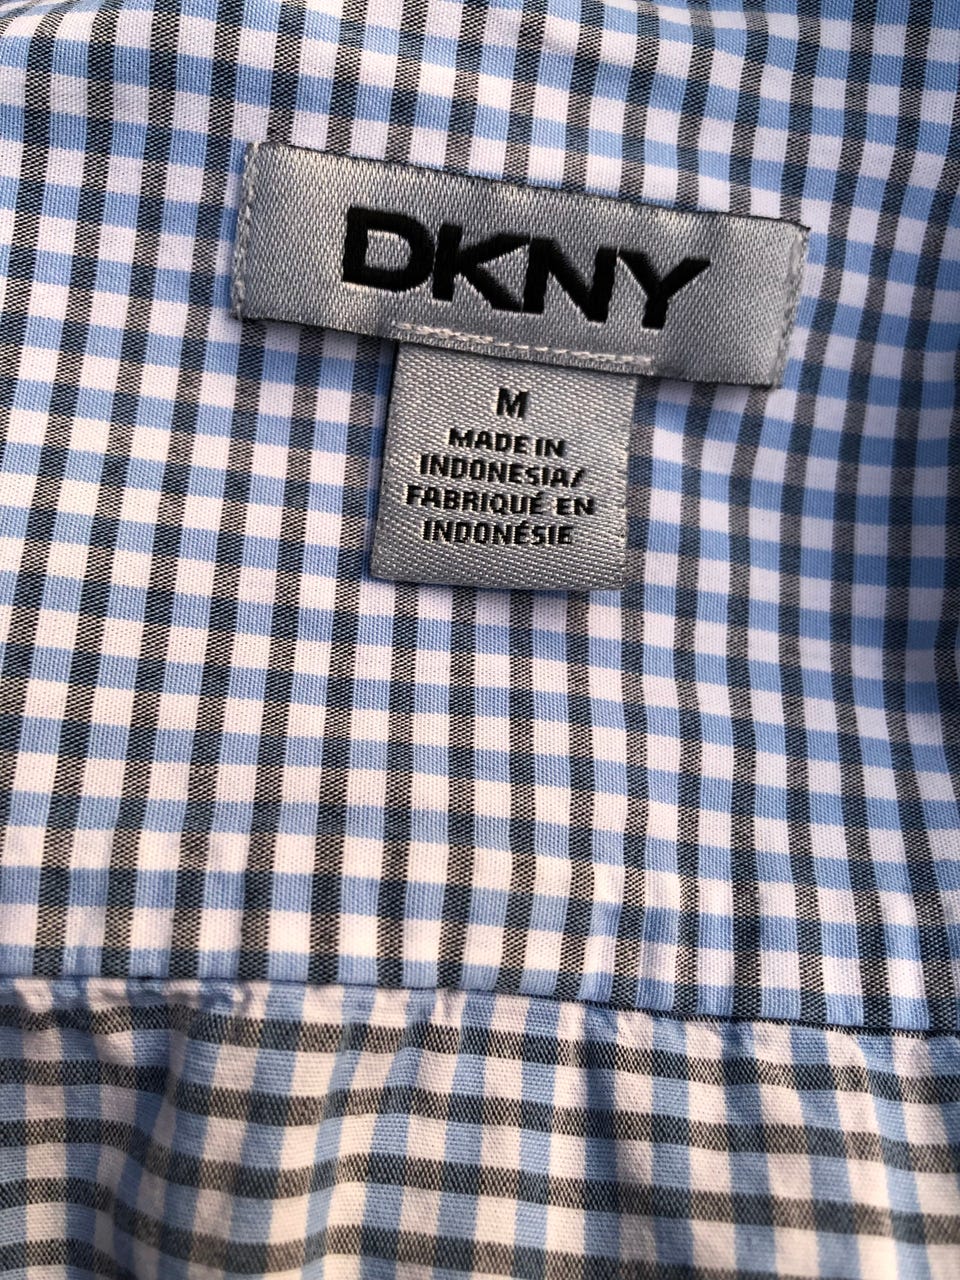 DKNY
M
MADE IN
INDONESIA/
FABRIQUÉ EN
INDONÉSIE